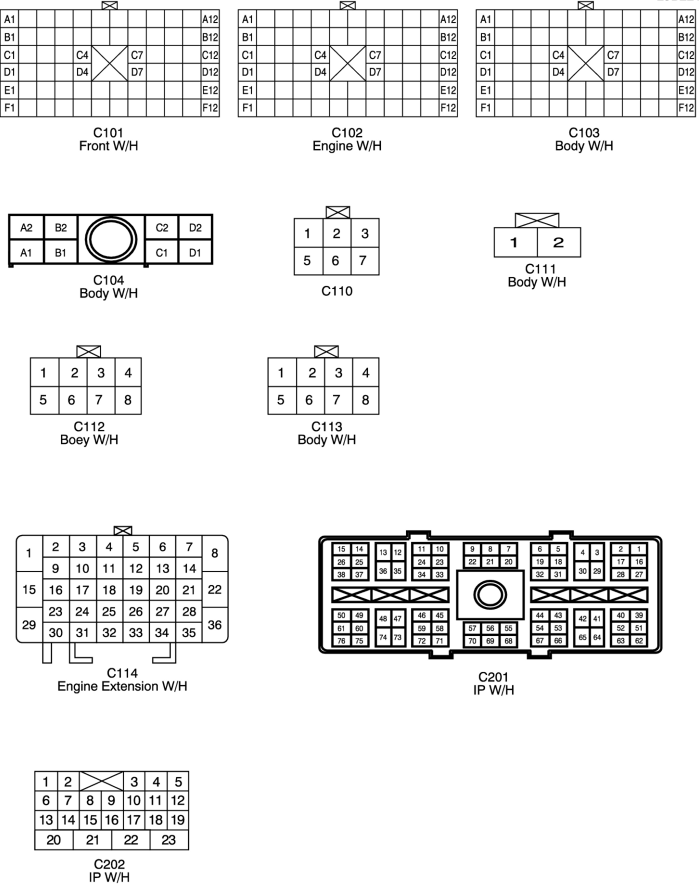 A1 A12 A1 A12 A1 A12
B1 B12 B1 B12 B1 B12
C1 C4 C7 C12 C1 C4 C7 C12 C1 C4 C7 C12
D1 D4 D7 D12 D1 D4 D7 D12 D1 D4 D7 D12
E1 E12 E1 E12 E1 E12
F1 F12 F1 F12 F1 F12
C101 C102 C103
Front W/H Engine W/H Body W/H
A2 B2 C2 D2
A1 B1 C1 D1
C104
Body W/H
1 2 3
5 6 7
C110
1 2
C111
Body W/H
1 2 3 4
5 6 7 8
C112
Boey W/H
1 2 3 4
5 6 7 8
C113
Body W/H
1 2 3 4 5 6 7 8
9 10 11 12 13 14
15 16 17 18 19 20 21 22
23 24 25 26 27 28
29 30 31 32 33 34 35 36
C114
Engine Extension W/H
15 14 13 12 11 10 9 8 7 6 5 4 3 2 1
26 25 24 23 22 21 20 19 18 17 16
38 37 36 35 34 33 32 31 30 29 28 27
50 49 48 47 46 45 44 43 42 41 40 39
61 60 59 58 57 56 55 54 53 52 51
76 75 74 73 72 71 70 69 68 67 66 65 64 63 62
C201
IP W/H
1 2 3 4 5
6 7 8 9 10 11 12
13 14 15 16 17 18 19
20 21 22 23
C202
IP W/H